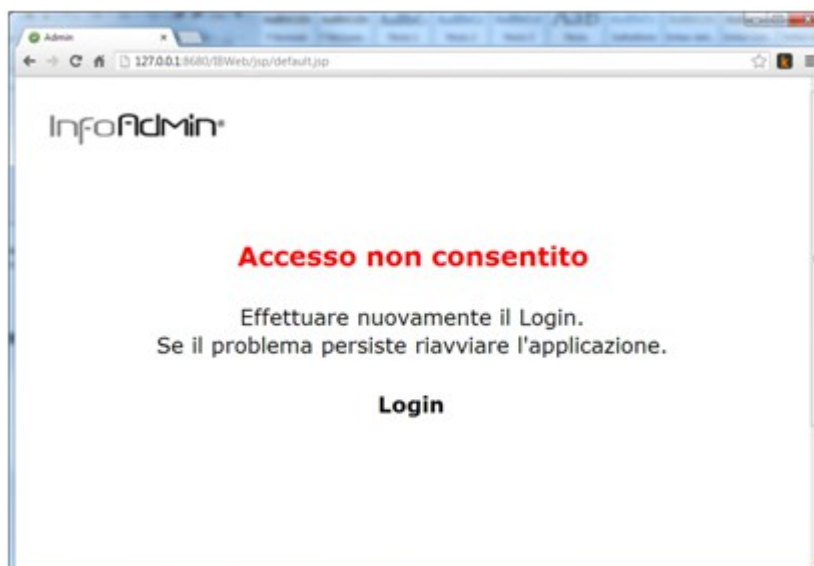 Admin
127.0.0.1:8680/I8Web/jsp/default.jsp
InfoAdmin®
Accesso non consentito
Effettuare nuovamente il Login.
Se il problema persiste riavviare l'applicazione.
Login